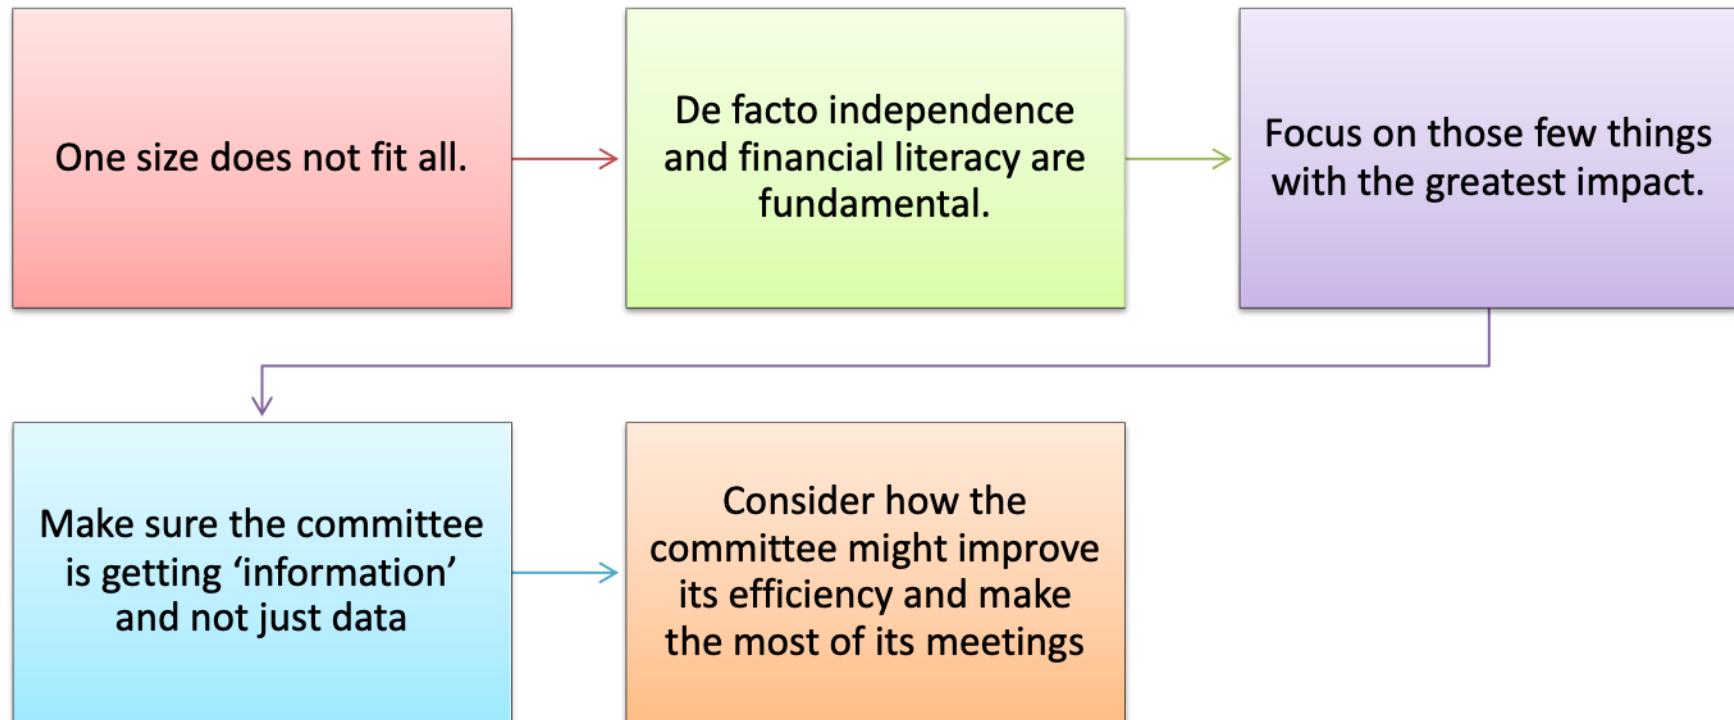 One size does not fit all.
De facto independence
and financial literacy are
fundamental.
Focus on those few things
with the greatest impact.
Make sure the committee
is getting ‘information’
and not just data
Consider how the
committee might improve
its efficiency and make
the most of its meetings